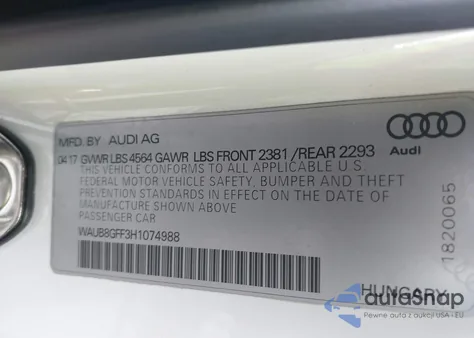 MFD. BY AUDI AG
04 17 GVWR LBS 4564 GAWR LBS FRONT 2381 /REAR 2293
THIS VEHICLE CONFORMS TO ALL APPLICABLE U.S.
FEDERAL MOTOR VEHICLE SAFETY, BUMPER AND THEFT
PREVENTION STANDARDS IN EFFECT ON THE DATE OF
MANUFACTURE SHOWN ABOVE.
PASSENGER CAR
WAUB8GFF3H1074988
Audi
1820065
HUNGARY
autoSnap
Pewne auto z aukcji USA - EU